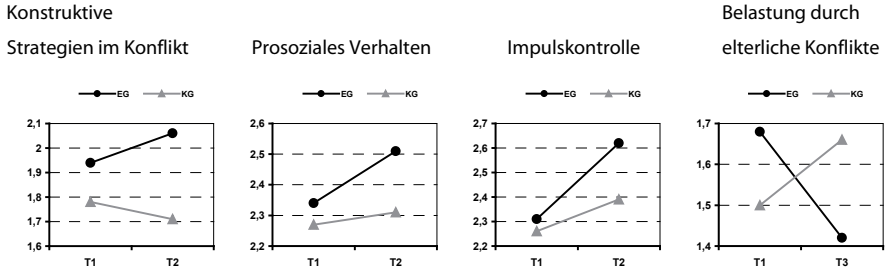 Konstruktive
Strategien im Konflikt
Prosoziales Verhalten
Impulskontrolle
Belastung durch
elterliche Konflikte
EG KG
2,1
2
1,9
1,8
1,7
1,6
T1 T2
EG KG
2,6
2,5
2,4
2,3
2,2
T1 T2
EG KG
2,7
2,6
2,5
2,4
2,3
2,2
T1 T2
EG KG
1,7
1,6
1,5
1,4
T1 T3